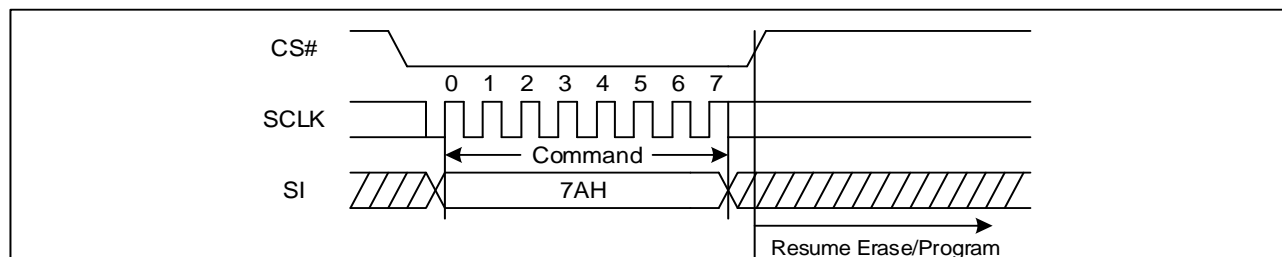 CS#
0 1 2 3 4 5 6 7
SCLK
Command
SI
7AH
Resume Erase/Program